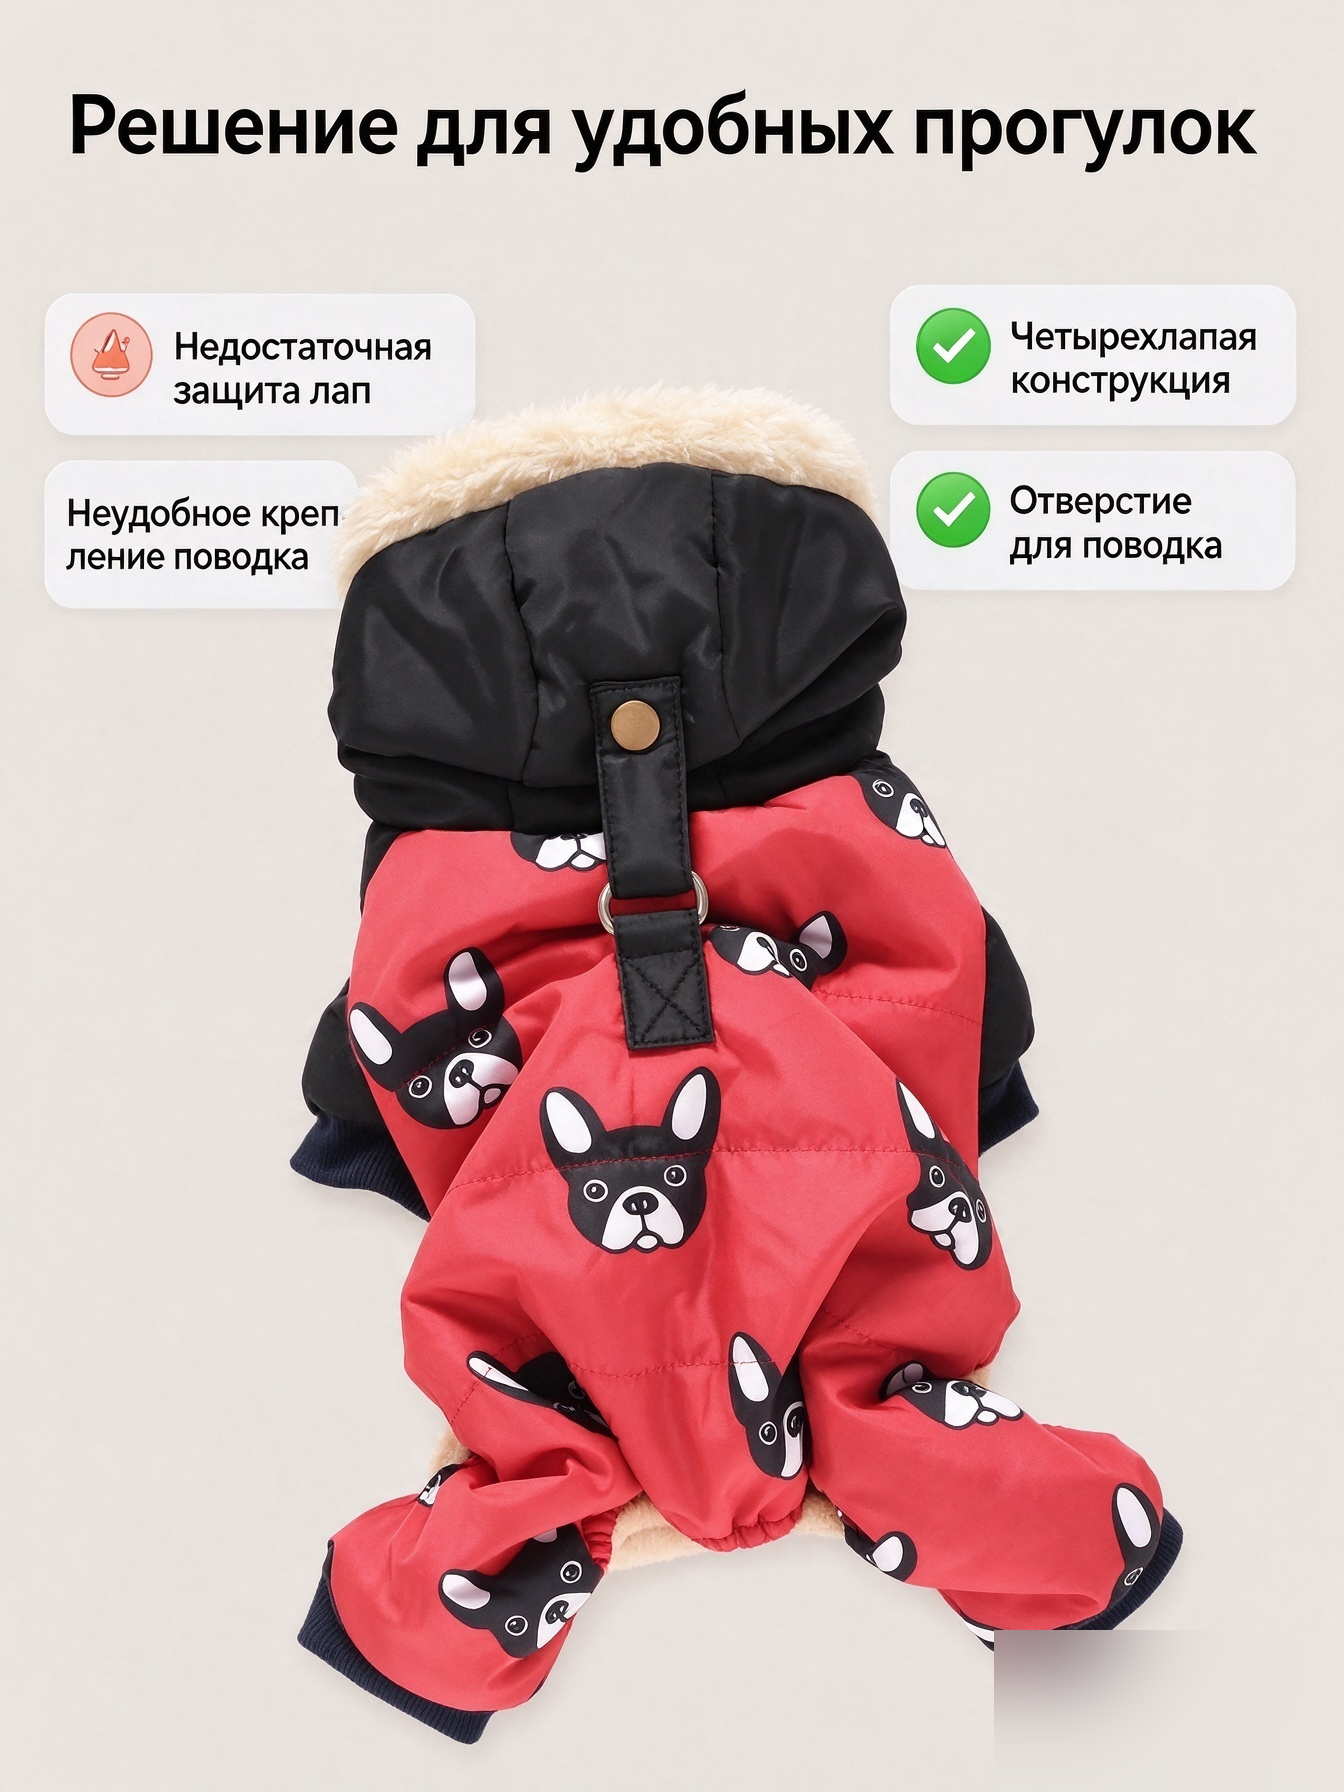 Решение для удобных прогулок
Недостаточная
защита лап
Неудобное креп-
ление поводка
Четырехлапая
конструкция
Отверстие
для поводка